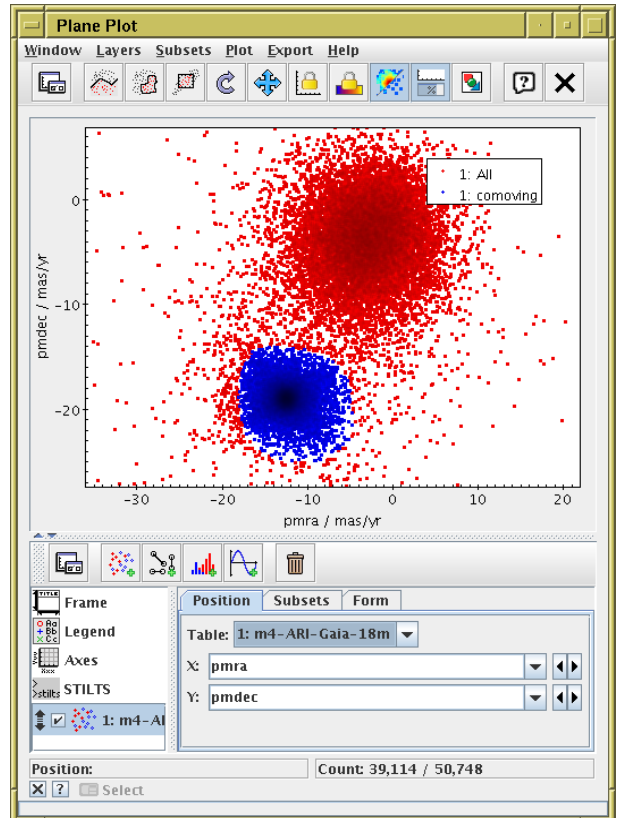 Plane Plot
Window Layers Subsets Plot Export Help
1: All
1: comoving
0
-10
-20
pmdec / mas/yr
-30 -20 -10 0 10 20
pmra / mas/yr
Frame
Legend
Axes
STILTS
1: m4-AI
Position Subsets Form
Table: 1: m4-ARI-Gaia-18m
X: pmra
Y: pmdec
Position: Count: 39,114 / 50,748
Select